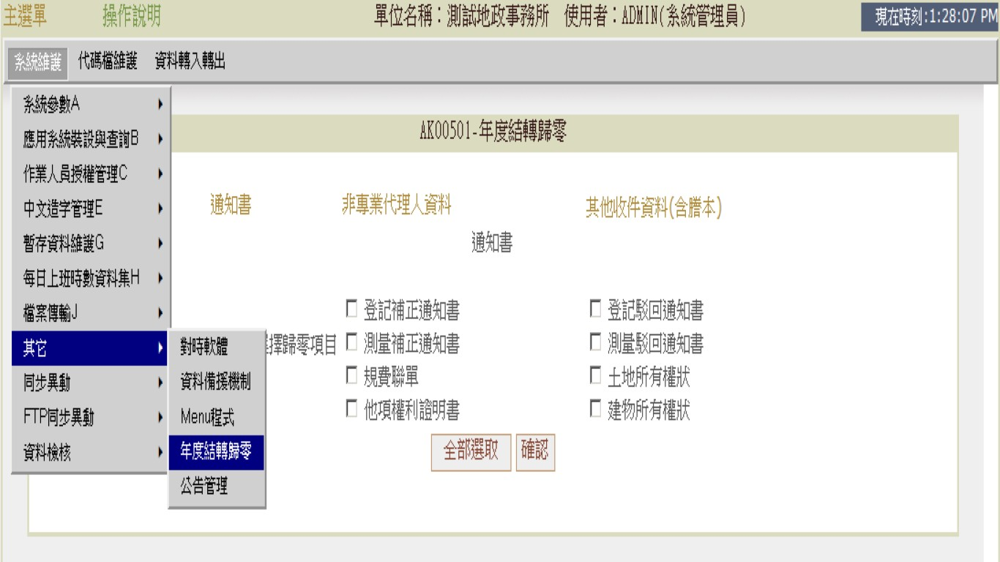 主選單 操作說明 單位名稱：測試地政事務所 使用者：ADMIN(系統管理員) 現在時刻:1:28:07 PM
系統維護 代碼檔維護 資料轉入轉出
系統參數A
應用系統裝設與查詢B
作業人員授權管理C
中文造字管理E
暫存資料維護G
每日上班時數資料集H
檔案傳輸J
其它
同步異動
FTP同步異動
資料檢核
對時軟體
資料備援機制
Menu程式
年度結轉歸零
公告管理
AK00501-年度結轉歸零
通知書 非專業代理人資料 其他收件資料(含謄本)
通知書
擇歸零項目
登記補正通知書 登記駁回通知書
測量補正通知書 測量駁回通知書
規費聯單 土地所有權狀
他項權利證明書 建物所有權狀
全部選取 確認